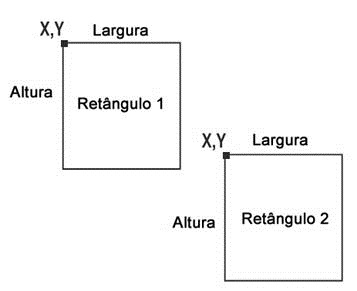 X,Y
Largura
Altura
Retângulo 1
X,Y
Largura
Altura
Retângulo 2